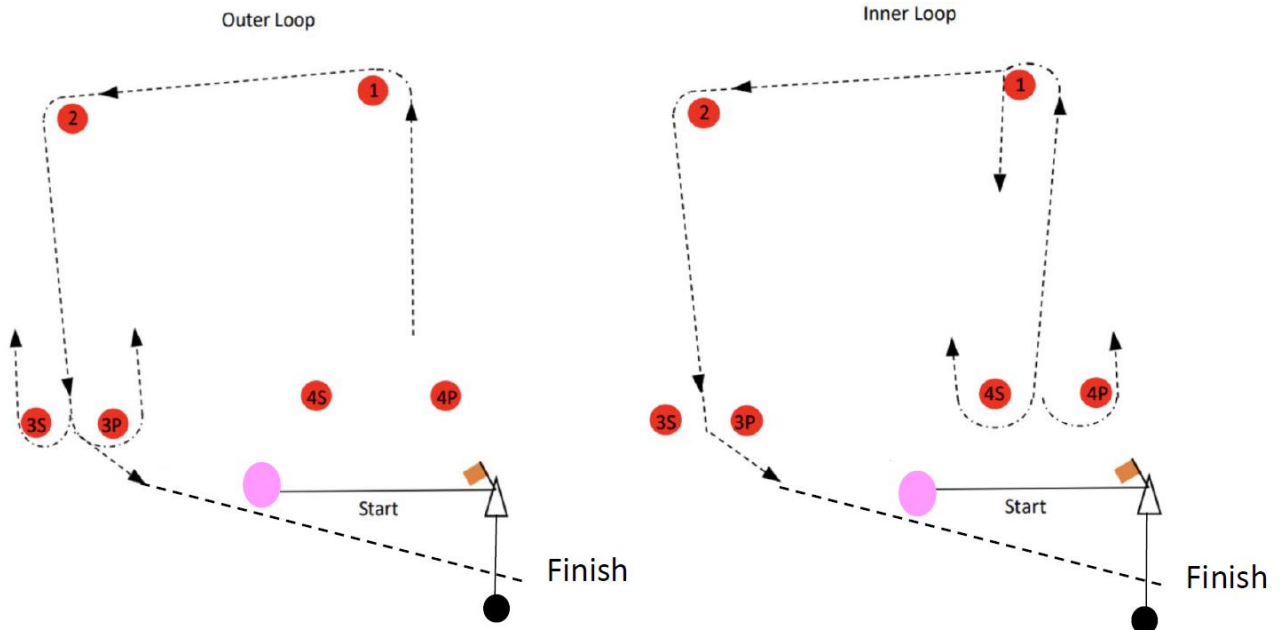 Outer Loop
1
2
3S
3P
4S
4P
Start
Finish
Inner Loop
1
2
3S
3P
4S
4P
Start
Finish